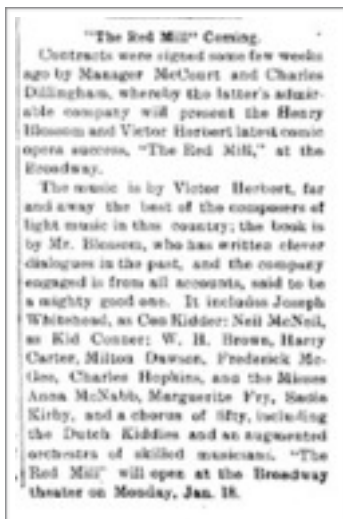 "The Red Mill" Coming.
Contracts were signed some few weeks
ago by Manager McCourt and Charles
Dillingham, whereby the latter's admir-
able company will present the Henry
Blossom and Victor Herbert latest comic
opera success, "The Red Mill," at the
Broadway.
The music is by Victor Herbert, far
and away the best of the composers of
light music in this country; the book is
by Mr. Blossom, who has written clever
dialogues in the past, and the company
engaged is from all accounts, said to be
a mighty good one. It includes Joseph
Whitehead, as Con Kidder; Neil McNeil,
as Kid Conner; W. H. Brown, Harry
Carter, Milton Dawson, Frederick Mc-
Gee, Charles Hopkins, and the Misses
Anna McNabb, Marguerite Fry, Sadie
Kirby, and a chorus of fifty, including
the Dutch Kiddies and an augmented
orchestra of skilled musicians. "The
Red Mill" will open at the Broadway
theater on Monday, Jan. 18.